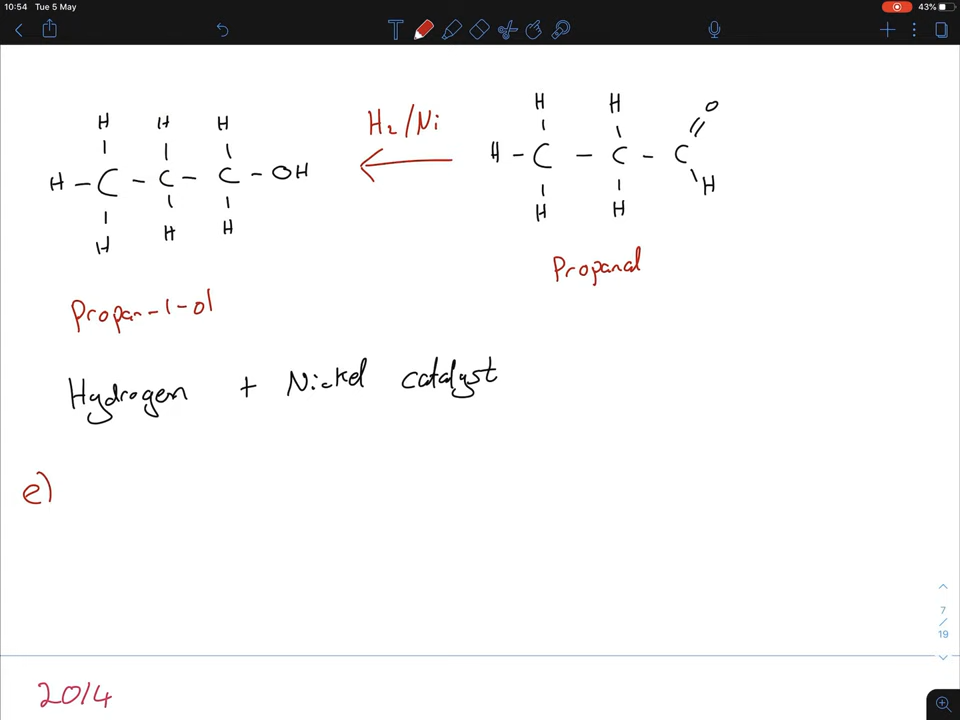 10:54 Tue 5 May 43%
H H H H₂/Ni H H O
H - C - C - C - OH ← H - C - C - C
H H H H H H
Propanal
Propan-1-ol
Hydrogen + Nickel catalyst
e)
7
/
19
2014